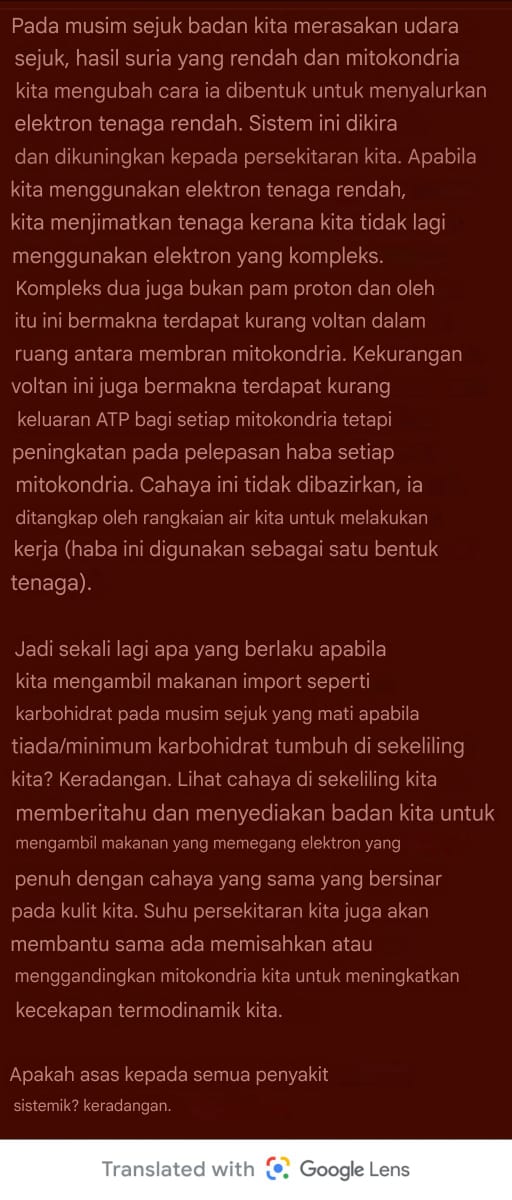 Pada musim sejuk badan kita merasakan udara
sejuk, hasil suria yang rendah dan mitokondria
kita mengubah cara ia dibentuk untuk menyalurkan
elektron tenaga rendah. Sistem ini dikira
dan dikuningkan kepada persekitaran kita. Apabila
kita menggunakan elektron tenaga rendah,
kita menjimatkan tenaga kerana kita tidak lagi
menggunakan elektron yang kompleks.
Kompleks dua juga bukan pam proton dan oleh
itu ini bermakna terdapat kurang voltan dalam
ruang antara membran mitokondria. Kekurangan
voltan ini juga bermakna terdapat kurang
keluaran ATP bagi setiap mitokondria tetapi
peningkatan pada pelepasan haba setiap
mitokondria. Cahaya ini tidak dibazirkan, ia
ditangkap oleh rangkaian air kita untuk melakukan
kerja (haba ini digunakan sebagai satu bentuk
tenaga).
Jadi sekali lagi apa yang berlaku apabila
kita mengambil makanan import seperti
karbohidrat pada musim sejuk yang mati apabila
tiada/minimum karbohidrat tumbuh di sekeliling
kita? Keradangan. Lihat cahaya di sekeliling kita
memberitahu dan menyediakan badan kita untuk
mengambil makanan yang memegang elektron yang
penuh dengan cahaya yang sama yang bersinar
pada kulit kita. Suhu persekitaran kita juga akan
membantu sama ada memisahkan atau
menggandingkan mitokondria kita untuk meningkatkan
kecekapan termodinamik kita.
Apakah asas kepada semua penyakit
sistemik? keradangan.
Translated with Google Lens